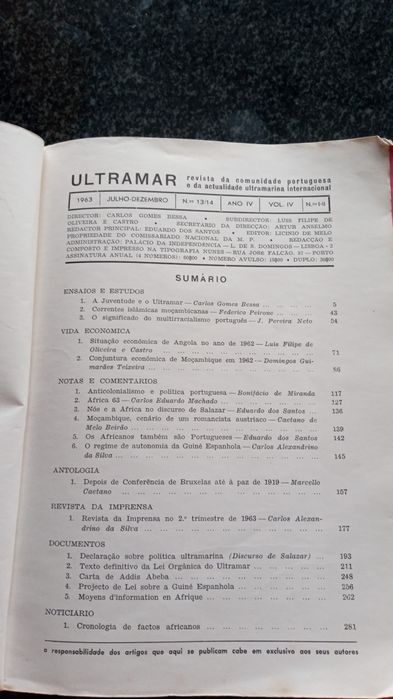 ULTRAMAR revista da comunidade portuguesa
e da actualidade ultramarina internacional
1963 JULHO-DEZEMBRO N.os 13/14 ANO IV VOL. IV N.os I-II
DIRECTOR: CARLOS GOMES BESSA • SUBDIRECTOR: LUIS FILIPE DE
OLIVEIRA E CASTRO • SECRETÁRIO DA DIRECÇÃO: ARTUR ANSELMO
REDACTOR PRINCIPAL: EDUARDO DOS SANTOS • EDITOR: LICINIO DE MELO
PROPRIEDADE DO COMISSARIADO NACIONAL DA M. P. • REDACÇÃO E
ADMINISTRAÇÃO: PALÁCIO DA INDEPENDÊNCIA — L. DE S. DOMINGOS — LISBOA - 2
COMPOSTO E IMPRESSO NA TIPOGRAFIA NUNES — RUA JOSÉ FALCÃO, 57 — PORTO
ASSINATURA ANUAL (4 NÚMEROS): 60$00 • NÚMERO AVULSO: 15$00 • DUPLO: 30$00
SUMÁRIO
ENSAIOS E ESTUDOS
1. A Juventude e o Ultramar — Carlos Gomes Bessa ... ... ... ... 5
2. Correntes islâmicas moçambicanas — Federico Peirone ... ... 43
3. O significado do multirracialismo português — J. Pereira Neto 54
VIDA ECONÓMICA
1. Situação económica de Angola no ano de 1962 — Luis Filipe de
Oliveira e Castro ... ... ... ... ... ... ... ... 71
2. Conjuntura económica de Moçambique em 1962 — Domingos Gui-
marães Teixeira ... ... ... ... ... ... ... ... 86
NOTAS E COMENTÁRIOS
1. Anticolonialismo e política portuguesa — Bonifácio de Miranda 117
2. África 63 — Carlos Eduardo Machado ... ... ... ... ... 127
3. Nós e a África no discurso de Salazar — Eduardo dos Santos ... 136
4. Moçambique, cenário de um romancista austríaco — Caetano de
Melo Beirão ... ... ... ... ... ... ... ... 139
5. Os Africanos também são Portugueses — Eduardo dos Santos 142
6. O regime de autonomia da Guiné Espanhola — Carlos Alexandrino
da Silva ... ... ... ... ... ... ... ... 145
ANTOLOGIA
1. Depois de Conferência de Bruxelas até à paz de 1919 — Marcello
Caetano ... ... ... ... ... ... ... ... 157
REVISTA DA IMPRENSA
1. Revista da Imprensa no 2.º trimestre de 1963 — Carlos Alexan-
drino da Silva ... ... ... ... ... ... ... ... 177
DOCUMENTOS
1. Declaração sobre política ultramarina (Discurso de Salazar) ... 193
2. Texto definitivo da Lei Orgânica do Ultramar ... ... ... ... 211
3. Carta de Addis Abeba ... ... ... ... ... ... ... 248
4. Projecto de Lei sobre a Guiné Espanhola ... ... ... ... 256
5. Moyens d'information en Afrique ... ... ... ... ... 262
NOTICIÁRIO
1. Cronologia de factos africanos ... ... ... ... ... ... 281
a responsabilidade dos artigos que aqui se publicam cabe em exclusivo aos seus autores